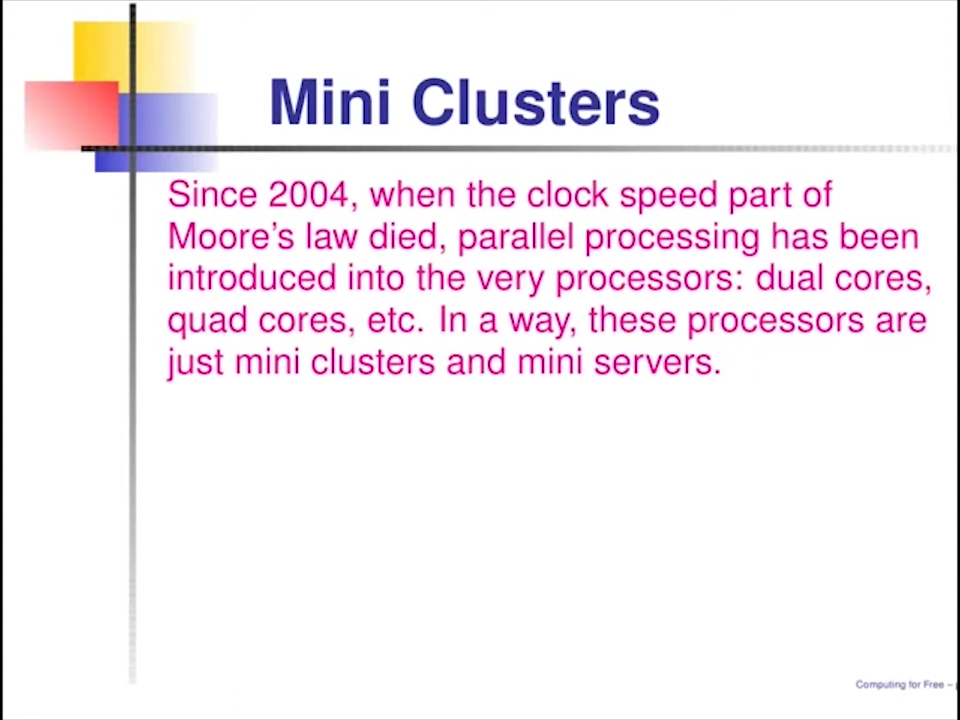 Mini Clusters
Since 2004, when the clock speed part of
Moore's law died, parallel processing has been
introduced into the very processors: dual cores,
quad cores, etc. In a way, these processors are
just mini clusters and mini servers.
Computing for Free –